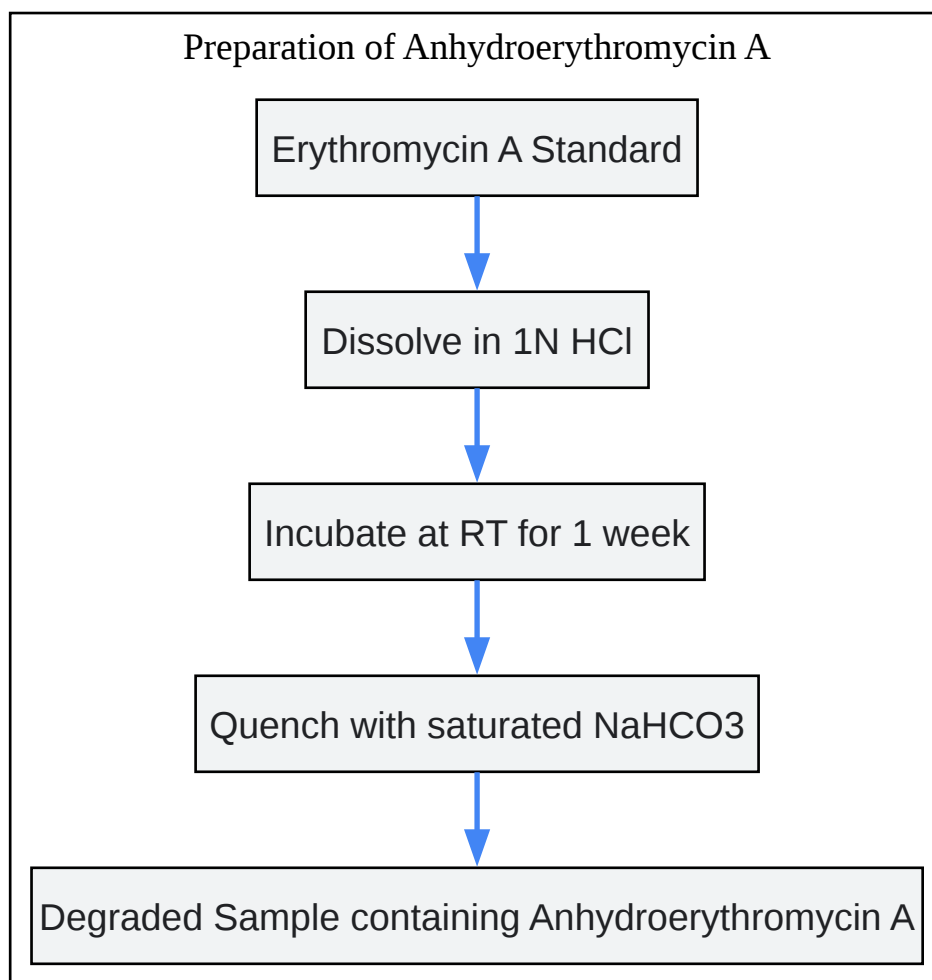 Preparation of Anhydroerythromycin A
Erythromycin A Standard
Dissolve in 1N HCl
Incubate at RT for 1 week
Quench with saturated NaHCO3
Degraded Sample containing Anhydroerythromycin A